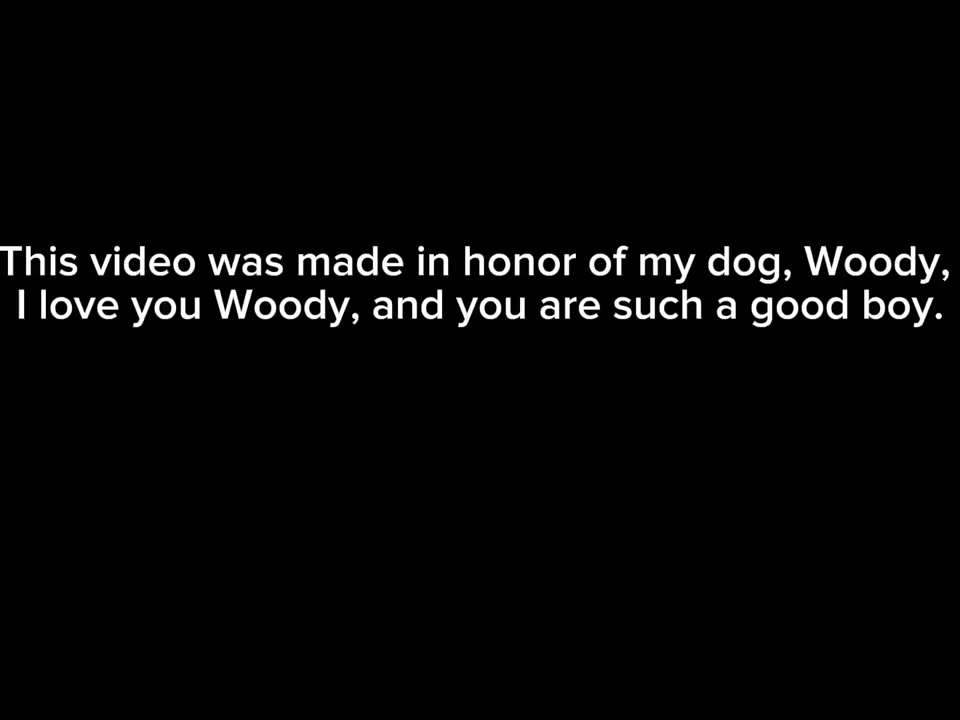 This video was made in honor of my dog, Woody,
I love you Woody, and you are such a good boy.